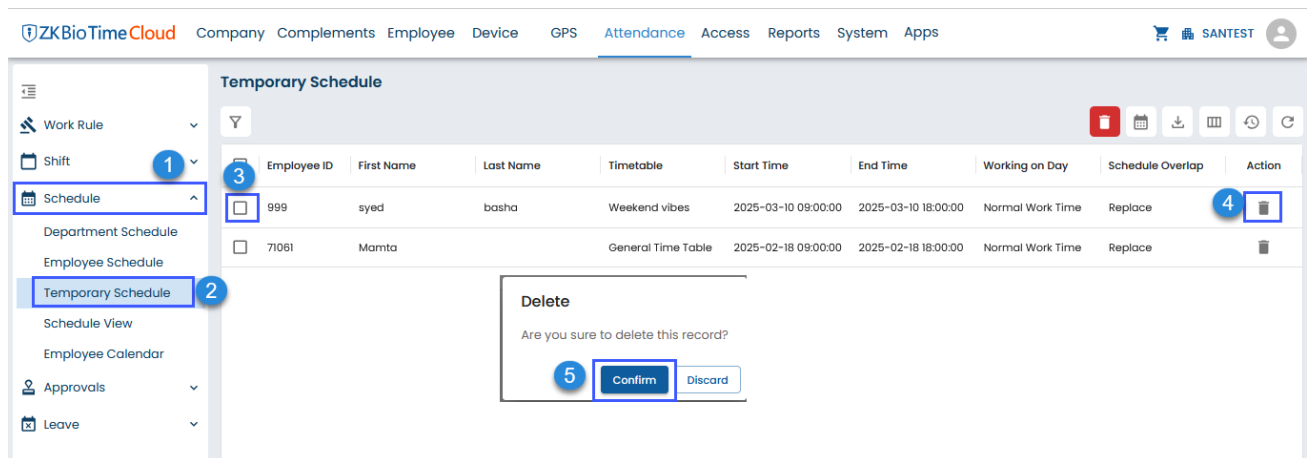 ZKBioTime Cloud Company Complements Employee Device GPS Attendance Access Reports System Apps SANTEST
Temporary Schedule
Work Rule
Shift
1
Schedule
Department Schedule
Employee Schedule
Temporary Schedule
2
Schedule View
Employee Calendar
Approvals
Leave
Employee ID First Name Last Name Timetable Start Time End Time Working on Day Schedule Overlap Action
3
999 syed basha Weekend vibes 2025-03-10 09:00:00 2025-03-10 18:00:00 Normal Work Time Replace 4
71061 Mamta General Time Table 2025-02-18 09:00:00 2025-02-18 18:00:00 Normal Work Time Replace
Delete
Are you sure to delete this record?
5 Confirm Discard